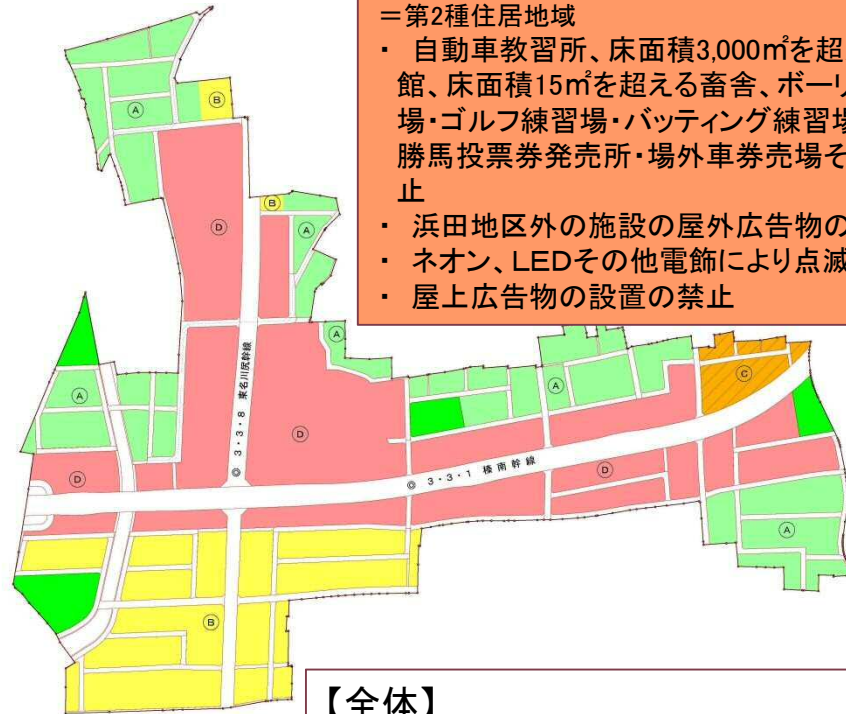 ＝第2種住居地域
・ 自動車教習所、床面積3,000㎡を超
館、床面積15㎡を超える畜舎、ボーリ
場・ゴルフ練習場・バッティング練習場
勝馬投票券発売所・場外車券売場そ
止
・ 浜田地区外の施設の屋外広告物の
・ ネオン、LEDその他電飾により点滅
・ 屋上広告物の設置の禁止
A
B
D
B
A
A
A
A
C
D
D
D
A
B
◎ 3・3・8 東名川尻幹線
◎ 3・3・1 榛南幹線
【全体】